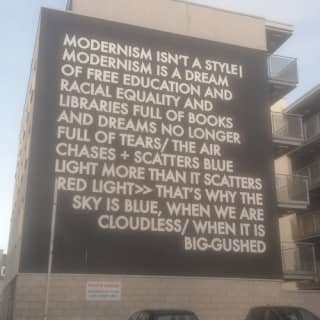 MODERNISM ISN'T A STYLE|
MODERNISM IS A DREAM
OF FREE EDUCATION AND
RACIAL EQUALITY AND
LIBRARIES FULL OF BOOKS
AND DREAMS NO LONGER
FULL OF TEARS/ THE AIR
CHASES + SCATTERS BLUE
LIGHT MORE THAN IT SCATTERS
RED LIGHT>> THAT'S WHY THE
SKY IS BLUE, WHEN WE ARE
CLOUDLESS/ WHEN IT IS
BIG-GUSHED